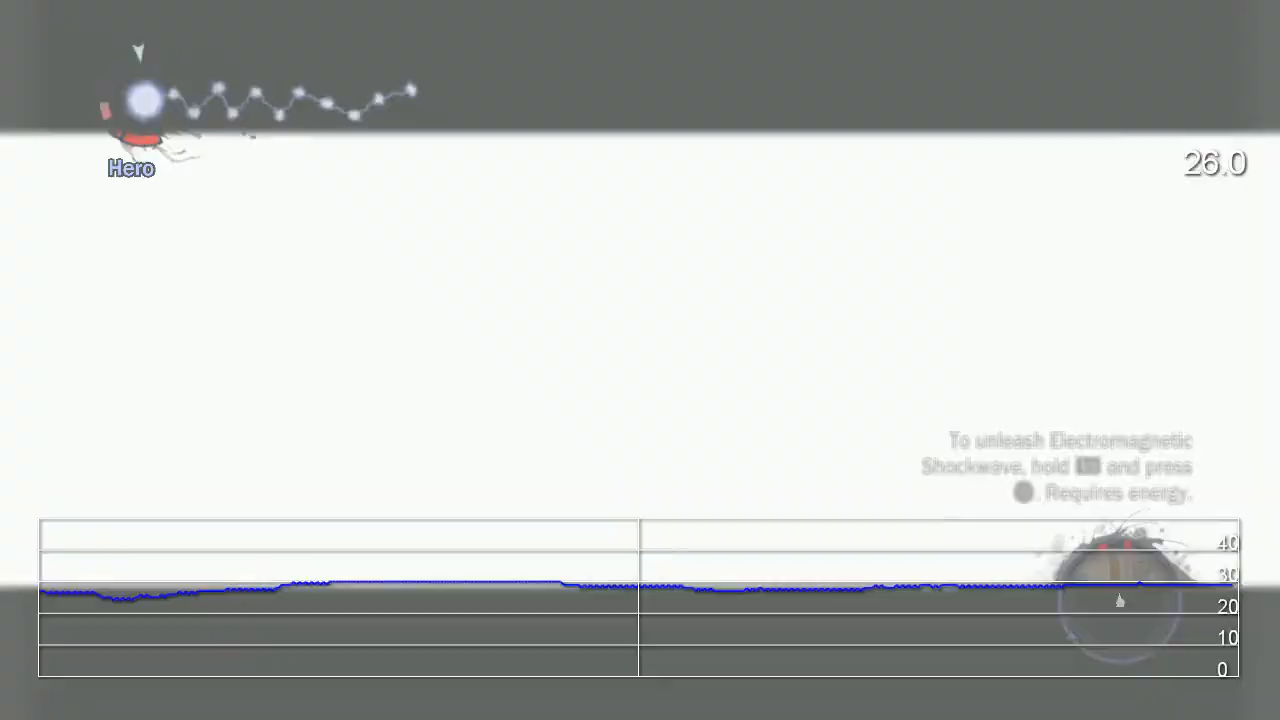 Hero
26.0
To unleash Electromagnetic
Shockwave, hold and press
. Requires energy.
40
30
20
10
0